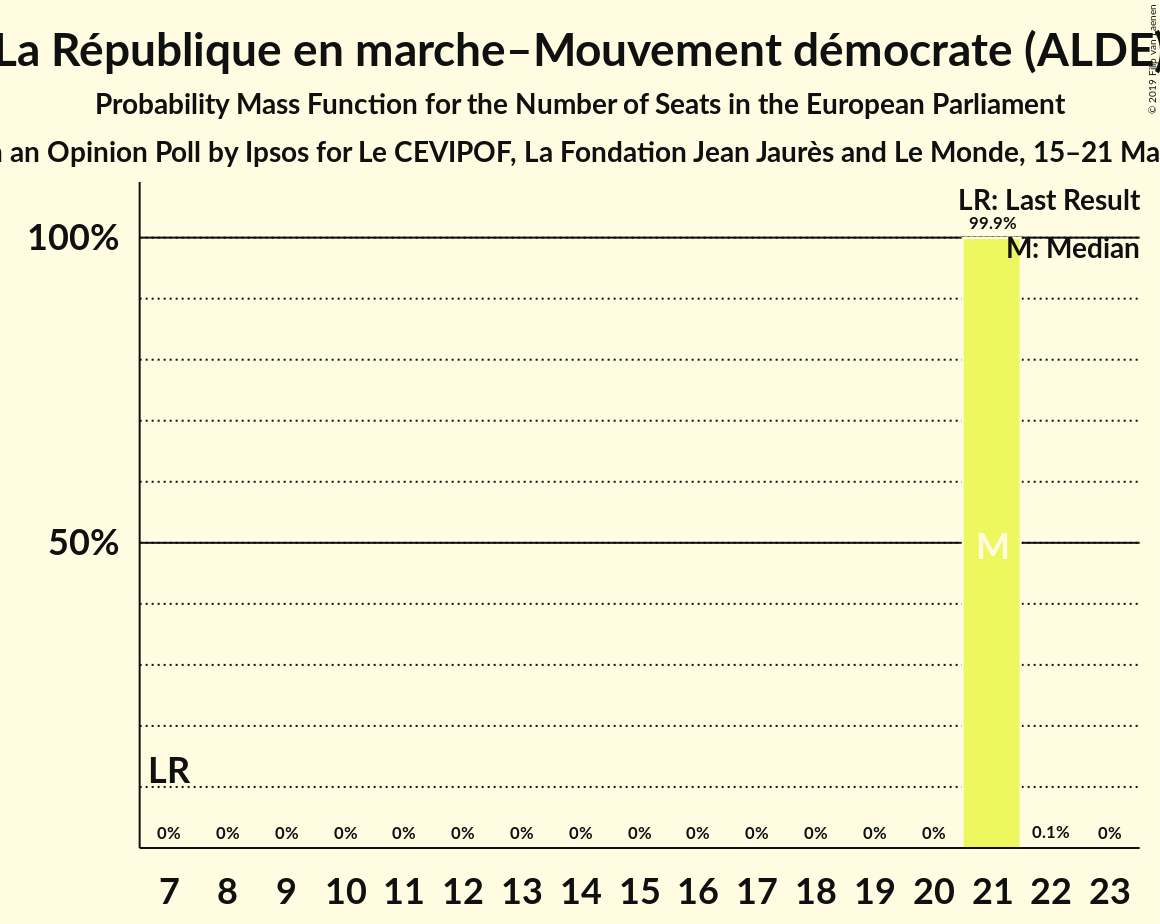 La République en marche–Mouvement démocrate (ALDE)
Probability Mass Function for the Number of Seats in the European Parliament
an Opinion Poll by Ipsos for Le CEVIPOF, La Fondation Jean Jaurès and Le Monde, 15–21 Ma
© 2019 Filip van Laenen
LR: Last Result
99.9%
100%
M: Median
50%
M
LR
0% 0% 0% 0% 0% 0% 0% 0% 0% 0% 0% 0% 0% 0% 0.1% 0%
7 8 9 10 11 12 13 14 15 16 17 18 19 20 21 22 23